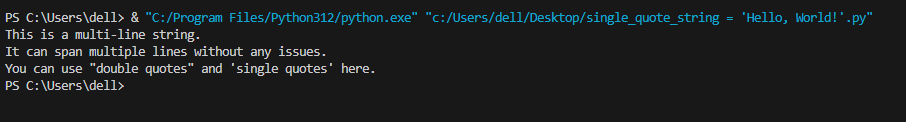 PS C:\Users\dell> & "C:/Program Files/Python312/python.exe" "c:/Users/dell/Desktop/single_quote_string = 'Hello, World!'.py"
This is a multi-line string.
It can span multiple lines without any issues.
You can use "double quotes" and 'single quotes' here.
PS C:\Users\dell>